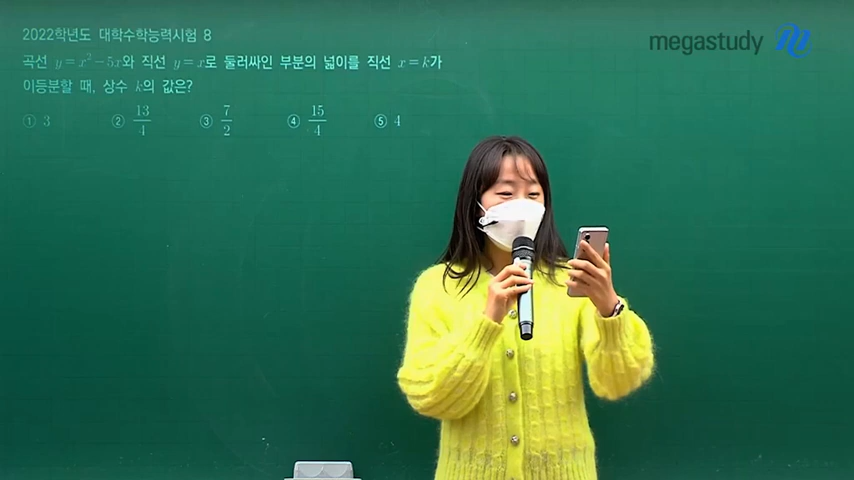 2022학년도 대학수학능력시험 8
megastudy
곡선 y=x²-5x와 직선 y=x로 둘러싸인 부분의 넓이를 직선 x=k가
이등분할 때, 상수 k의 값은?
① 3 ② 13/4 ③ 7/2 ④ 15/4 ⑤ 4